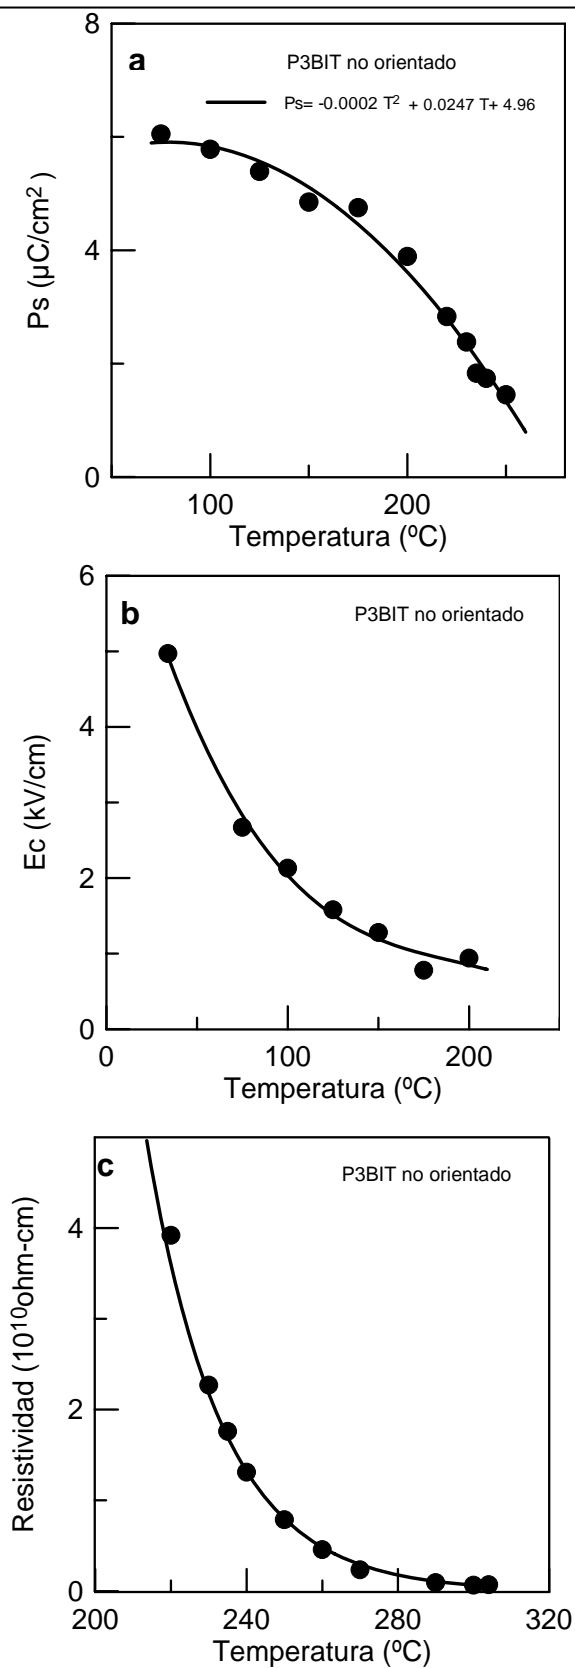 8
a
P3BIT no orientado
Ps= -0.0002 T² + 0.0247 T+ 4.96
Ps (µC/cm²)
4
0
100
200
Temperatura (ºC)
6
b
P3BIT no orientado
4
Ec (kV/cm)
2
0
0
100
200
Temperatura (ºC)
c
P3BIT no orientado
4
Resistividad (10¹⁰ohm-cm)
2
0
200
240
280
320
Temperatura (ºC)